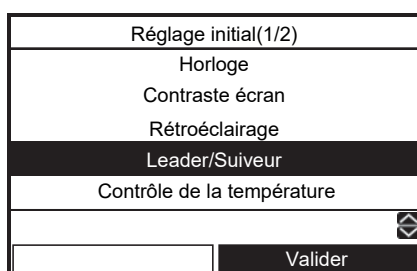 Réglage initial(1/2)
Horloge
Contraste écran
Rétroéclairage
Leader/Suiveur
Contrôle de la température
Valider